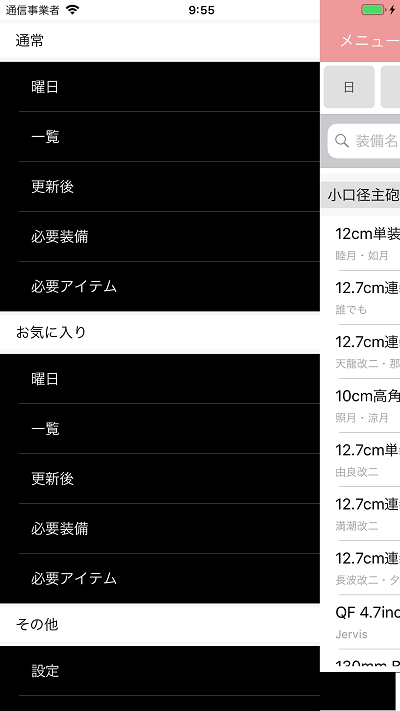 通信事業者 9:55
通常
曜日
一覧
更新後
必要装備
必要アイテム
お気に入り
曜日
一覧
更新後
必要装備
必要アイテム
その他
設定
メニュー
日
装備名
小口径主砲
12cm単装
睦月・如月
12.7cm連
誰でも
12.7cm連
天龍改二・那
10cm高角
照月・涼月
12.7cm単
由良改二
12.7cm連
満潮改二
12.7cm連
長波改二・夕
QF 4.7inc
Jervis
130mm B